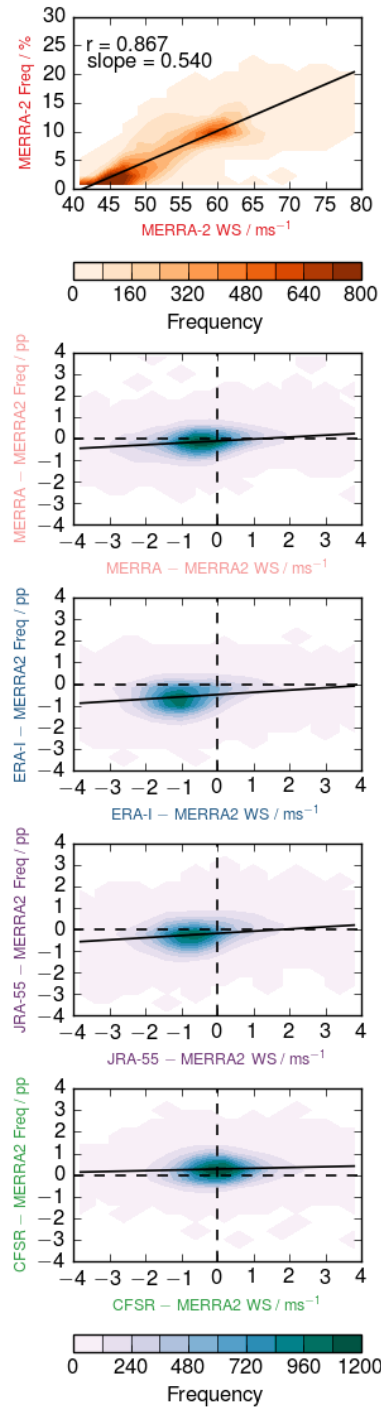 MERRA-2 Freq / %
30
25
20
15
10
5
0
r = 0.867
slope = 0.540
40 45 50 55 60 65 70 75 80
MERRA-2 WS / ms⁻¹
0 160 320 480 640 800
Frequency
MERRA − MERRA2 Freq / pp
4
3
2
1
0
−1
−2
−3
−4
−4 −3 −2 −1 0 1 2 3 4
MERRA − MERRA2 WS / ms⁻¹
ERA-I − MERRA2 Freq / pp
4
3
2
1
0
−1
−2
−3
−4
−4 −3 −2 −1 0 1 2 3 4
ERA-I − MERRA2 WS / ms⁻¹
JRA-55 − MERRA2 Freq / pp
4
3
2
1
0
−1
−2
−3
−4
−4 −3 −2 −1 0 1 2 3 4
JRA-55 − MERRA2 WS / ms⁻¹
CFSR − MERRA2 Freq / pp
4
3
2
1
0
−1
−2
−3
−4
−4 −3 −2 −1 0 1 2 3 4
CFSR − MERRA2 WS / ms⁻¹
0 240 480 720 960 1200
Frequency